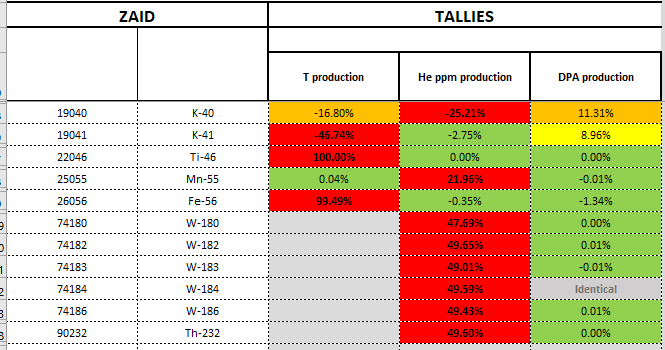 ZAID TALLIES
T production He ppm production DPA production
19040 K-40 -16.80% -25.21% 11.31%
19041 K-41 -46.74% -2.75% 8.96%
22046 Ti-46 100.00% 0.00% 0.00%
25055 Mn-55 0.04% 21.96% -0.01%
26056 Fe-56 99.49% -0.35% -1.34%
74180 W-180 47.69% 0.00%
74182 W-182 49.65% 0.01%
74183 W-183 49.01% -0.01%
74184 W-184 49.59% Identical
74186 W-186 49.43% 0.01%
90232 Th-232 49.60% 0.00%